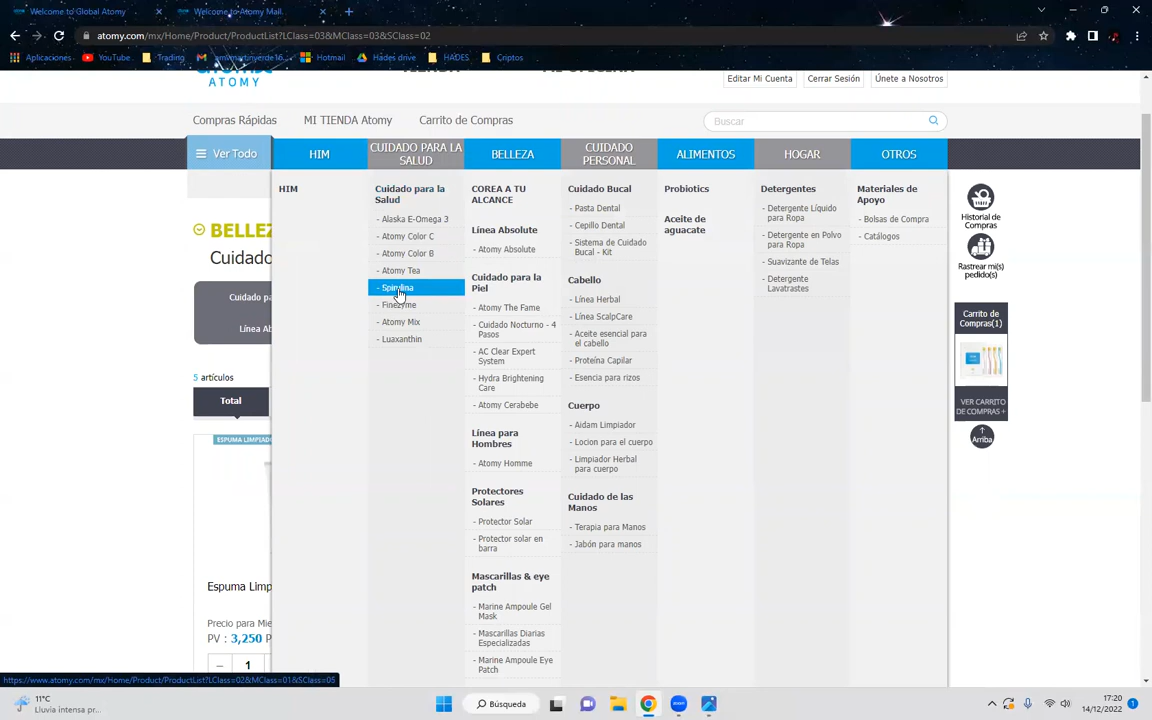 Welcome to Global Atomy
Welcome to Atomy Mail
atomy.com/mx/Home/Product/ProductList?LClass=03&MClass=03&SClass=02
Aplicaciones
YouTube
Trading
Hotmail
Hades drive
HADES
Criptos
ATOMY
Editar Mi Cuenta
Cerrar Sesión
Únete a Nosotros
Compras Rápidas
MI TIENDA Atomy
Carrito de Compras
Buscar
Ver Todo
HIM
CUIDADO PARA LA
SALUD
BELLEZA
CUIDADO
PERSONAL
ALIMENTOS
HOGAR
OTROS
HIM
Cuidado para la
Salud
- Alaska E-Omega 3
- Atomy Color C
- Atomy Color B
- Atomy Tea
- Spirulina
- Finezyme
- Atomy Mix
- Luaxanthin
COREA A TU
ALCANCE
Línea Absolute
- Atomy Absolute
Cuidado para la
Piel
- Atomy The Fame
- Cuidado Nocturno - 4
Pasos
- AC Clear Expert
System
- Hydra Brightening
Care
- Atomy Cerabebe
Línea para
Hombres
- Atomy Homme
Protectores
Solares
- Protector Solar
- Protector solar en
barra
Mascarillas & eye
patch
- Marine Ampoule Gel
Mask
- Mascarillas Diarias
Especializadas
- Marine Ampoule Eye
Patch
Cuidado Bucal
- Pasta Dental
- Cepillo Dental
- Sistema de Cuidado
Bucal - Kit
Cabello
- Línea Herbal
- Línea ScalpCare
- Aceite esencial para
el cabello
- Proteína Capilar
- Esencia para rizos
Cuerpo
- Aidam Limpiador
- Locion para el cuerpo
- Limpiador Herbal
para cuerpo
Cuidado de las
Manos
- Terapia para Manos
- Jabón para manos
Probiotics
Aceite de
aguacate
Detergentes
- Detergente Líquido
para Ropa
- Detergente en Polvo
para Ropa
- Suavizante de Telas
- Detergente
Lavatrastes
Materiales de
Apoyo
- Bolsas de Compra
- Catálogos
Historial de
Compras
Rastrear mi(s)
pedido(s)
Carrito de
Compras(1)
VER CARRITO
DE COMPRAS +
Arriba
BELLEZ
Cuidado
Cuidado pa
Línea Ab
5 artículos
Total
ESPUMA LIMPIAD
Espuma Limp
Precio para Mie
PV : 3,250 P
1
https://www.atomy.com/mx/Home/Product/ProductList?LClass=02&MClass=01&SClass=05
11°C
Lluvia intensa pr...
Búsqueda
zoom
17:20
14/12/2022
1